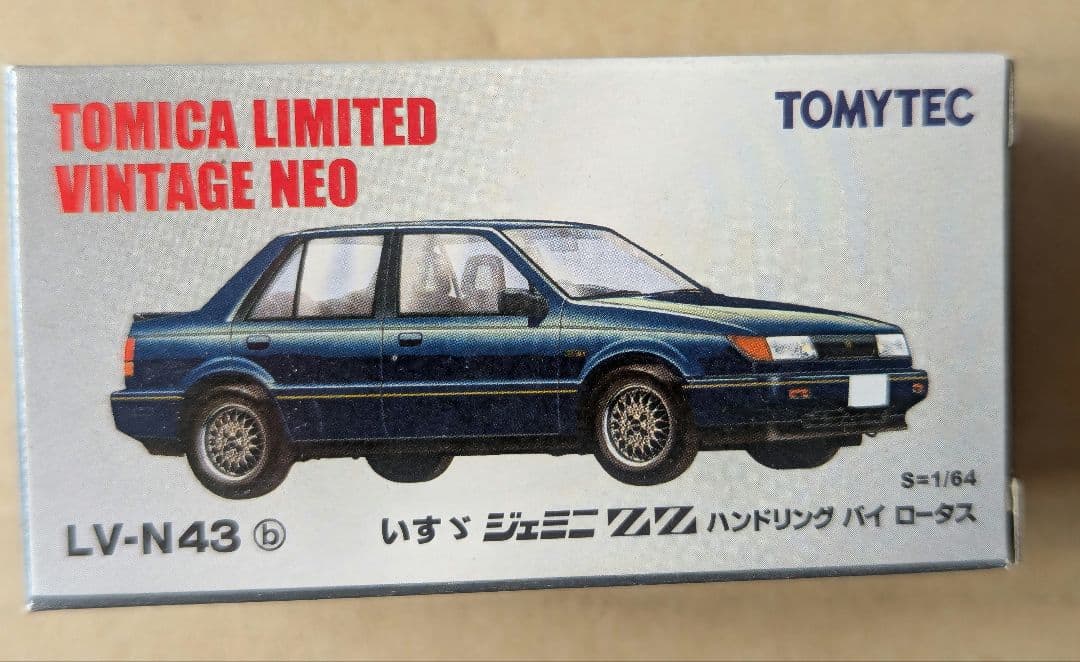 TOMICA LIMITED
VINTAGE NEO
TOMYTEC
S=1/64
LV-N43 ⓑ
いすゞ ジェミニ ZZ ハンドリング バイ ロータス